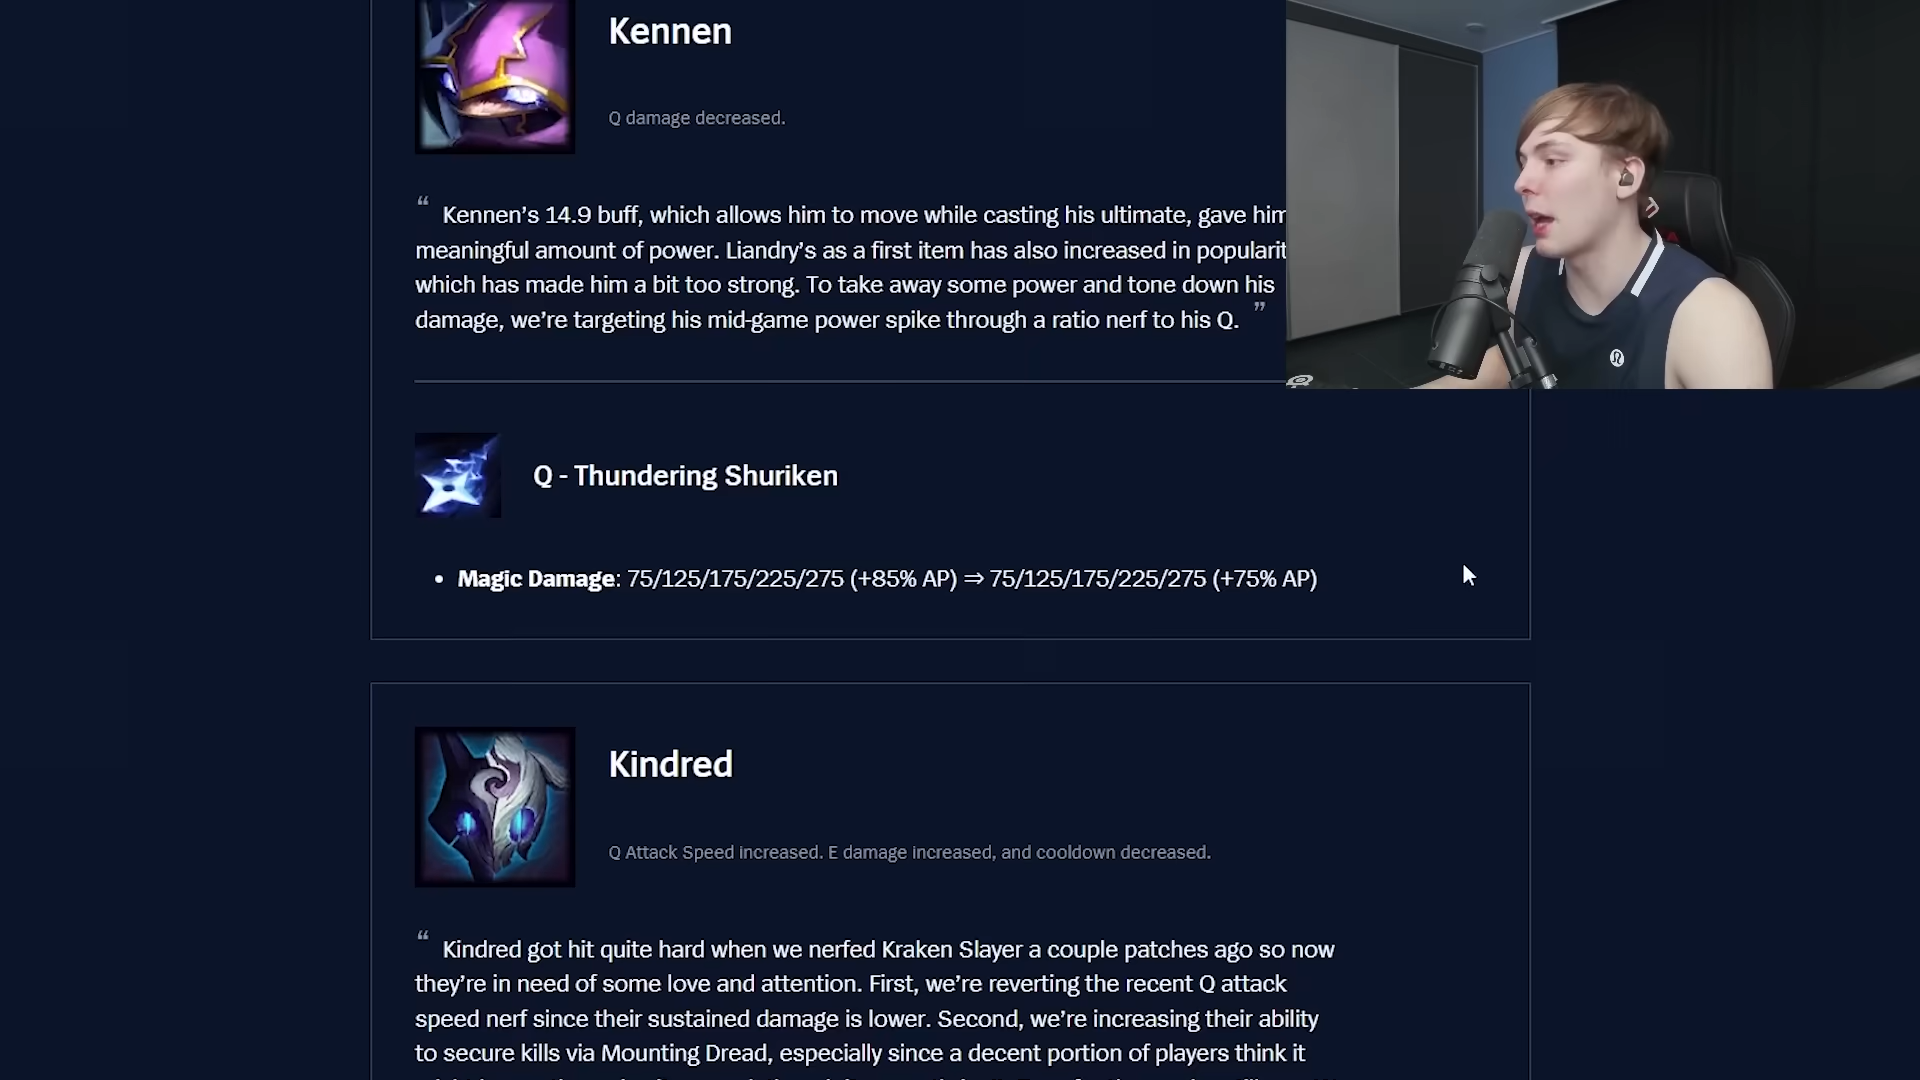 Kennen
Q damage decreased.
“ Kennen’s 14.9 buff, which allows him to move while casting his ultimate, gave him
meaningful amount of power. Liandry’s as a first item has also increased in
which has made him a bit too strong. To take away some power and tone down his
damage, we’re targeting his mid-game power spike through a ratio nerf to his Q. ”
Q - Thundering Shuriken
• Magic Damage: 75/125/175/225/275 (+85% AP) ⇒ 75/125/175/225/275 (+75% AP)
Kindred
Q Attack Speed increased. E damage increased, and cooldown decreased.
“ Kindred got hit quite hard when we nerfed Kraken Slayer a couple patches ago so now
they’re in need of some love and attention. First, we’re reverting the recent Q attack
speed nerf since their sustained damage is lower. Second, we’re increasing their ability
to secure kills via Mounting Dread, especially since a decent portion of players think it